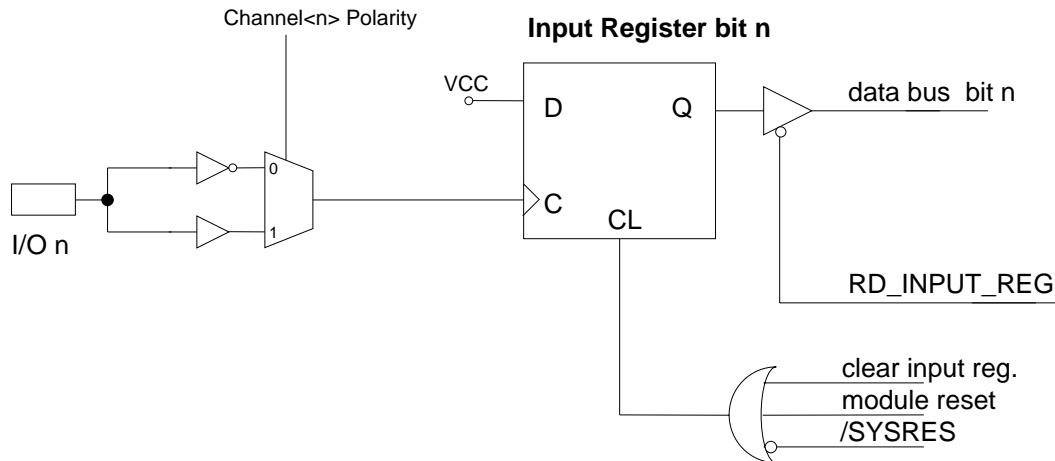 Channel<n> Polarity
Input Register bit n
VCC
D
Q
data bus bit n
0
1
C
CL
I/O n
RD_INPUT_REG
clear input reg.
module reset
/SYSRES